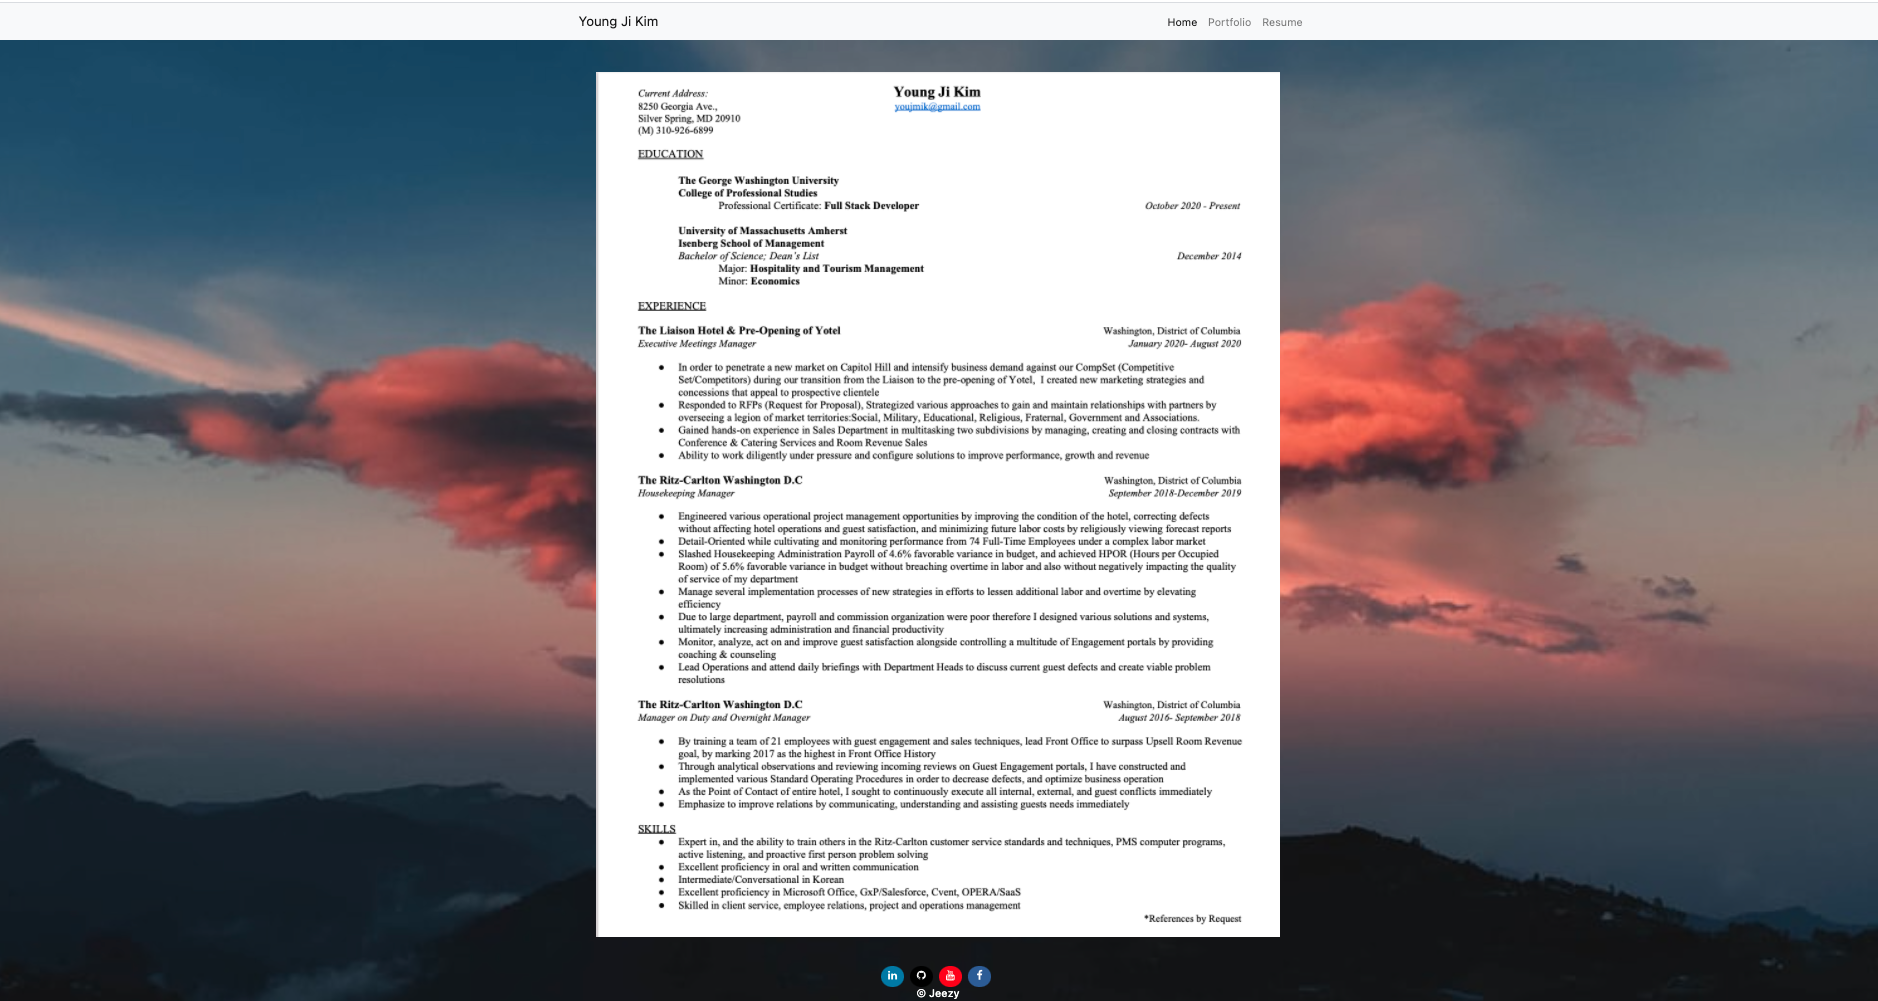 Young Ji Kim
Home Portfolio Resume
Current Address:
8250 Georgia Ave.,
Silver Spring, MD 20910
(M) 310-926-6899
Young Ji Kim
youjmik@gmail.com
EDUCATION
The George Washington University
College of Professional Studies
Professional Certificate: Full Stack Developer October 2020 - Present
University of Massachusetts Amherst
Isenberg School of Management
Bachelor of Science; Dean's List December 2014
Major: Hospitality and Tourism Management
Minor: Economics
EXPERIENCE
The Liaison Hotel & Pre-Opening of Yotel Washington, District of Columbia
Executive Meetings Manager January 2020- August 2020
● In order to penetrate a new market on Capitol Hill and intensify business demand against our CompSet (Competitive
Set/Competitors) during our transition from the Liaison to the pre-opening of Yotel, I created new marketing strategies and
concessions that appeal to prospective clientele
● Responded to RFPs (Request for Proposal), Strategized various approaches to gain and maintain relationships with partners by
overseeing a legion of market territories:Social, Military, Educational, Religious, Fraternal, Government and Associations.
● Gained hands-on experience in Sales Department in multitasking two subdivisions by managing, creating and closing contracts with
Conference & Catering Services and Room Revenue Sales
● Ability to work diligently under pressure and configure solutions to improve performance, growth and revenue
The Ritz-Carlton Washington D.C Washington, District of Columbia
Housekeeping Manager September 2018-December 2019
● Engineered various operational project management opportunities by improving the condition of the hotel, correcting defects
without affecting hotel operations and guest satisfaction, and minimizing future labor costs by religiously viewing forecast reports
● Detail-Oriented while cultivating and monitoring performance from 74 Full-Time Employees under a complex labor market
● Slashed Housekeeping Administration Payroll of 4.6% favorable variance in budget, and achieved HPOR (Hours per Occupied
Room) of 5.6% favorable variance in budget without breaching overtime in labor and also without negatively impacting the quality
of service of my department
● Manage several implementation processes of new strategies in efforts to lessen additional labor and overtime by elevating
efficiency
● Due to large department, payroll and commission organization were poor therefore I designed various solutions and systems,
ultimately increasing administration and financial productivity
● Monitor, analyze, act on and improve guest satisfaction alongside controlling a multitude of Engagement portals by providing
coaching & counseling
● Lead Operations and attend daily briefings with Department Heads to discuss current guest defects and create viable problem
resolutions
The Ritz-Carlton Washington D.C Washington, District of Columbia
Manager on Duty and Overnight Manager August 2016- September 2018
● By training a team of 21 employees with guest engagement and sales techniques, lead Front Office to surpass Upsell Room Revenue
goal, by marking 2017 as the highest in Front Office History
● Through analytical observations and reviewing incoming reviews on Guest Engagement portals, I have constructed and
implemented various Standard Operating Procedures in order to decrease defects, and optimize business operation
● As the Point of Contact of entire hotel, I sought to continuously execute all internal, external, and guest conflicts immediately
● Emphasize to improve relations by communicating, understanding and assisting guests needs immediately
SKILLS
● Expert in, and the ability to train others in the Ritz-Carlton customer service standards and techniques, PMS computer programs,
active listening, and proactive first person problem solving
● Excellent proficiency in oral and written communication
● Intermediate/Conversational in Korean
● Excellent proficiency in Microsoft Office, GxP/Salesforce, Cvent, OPERA/SaaS
● Skilled in client service, employee relations, project and operations management
*References by Request
© Jeezy